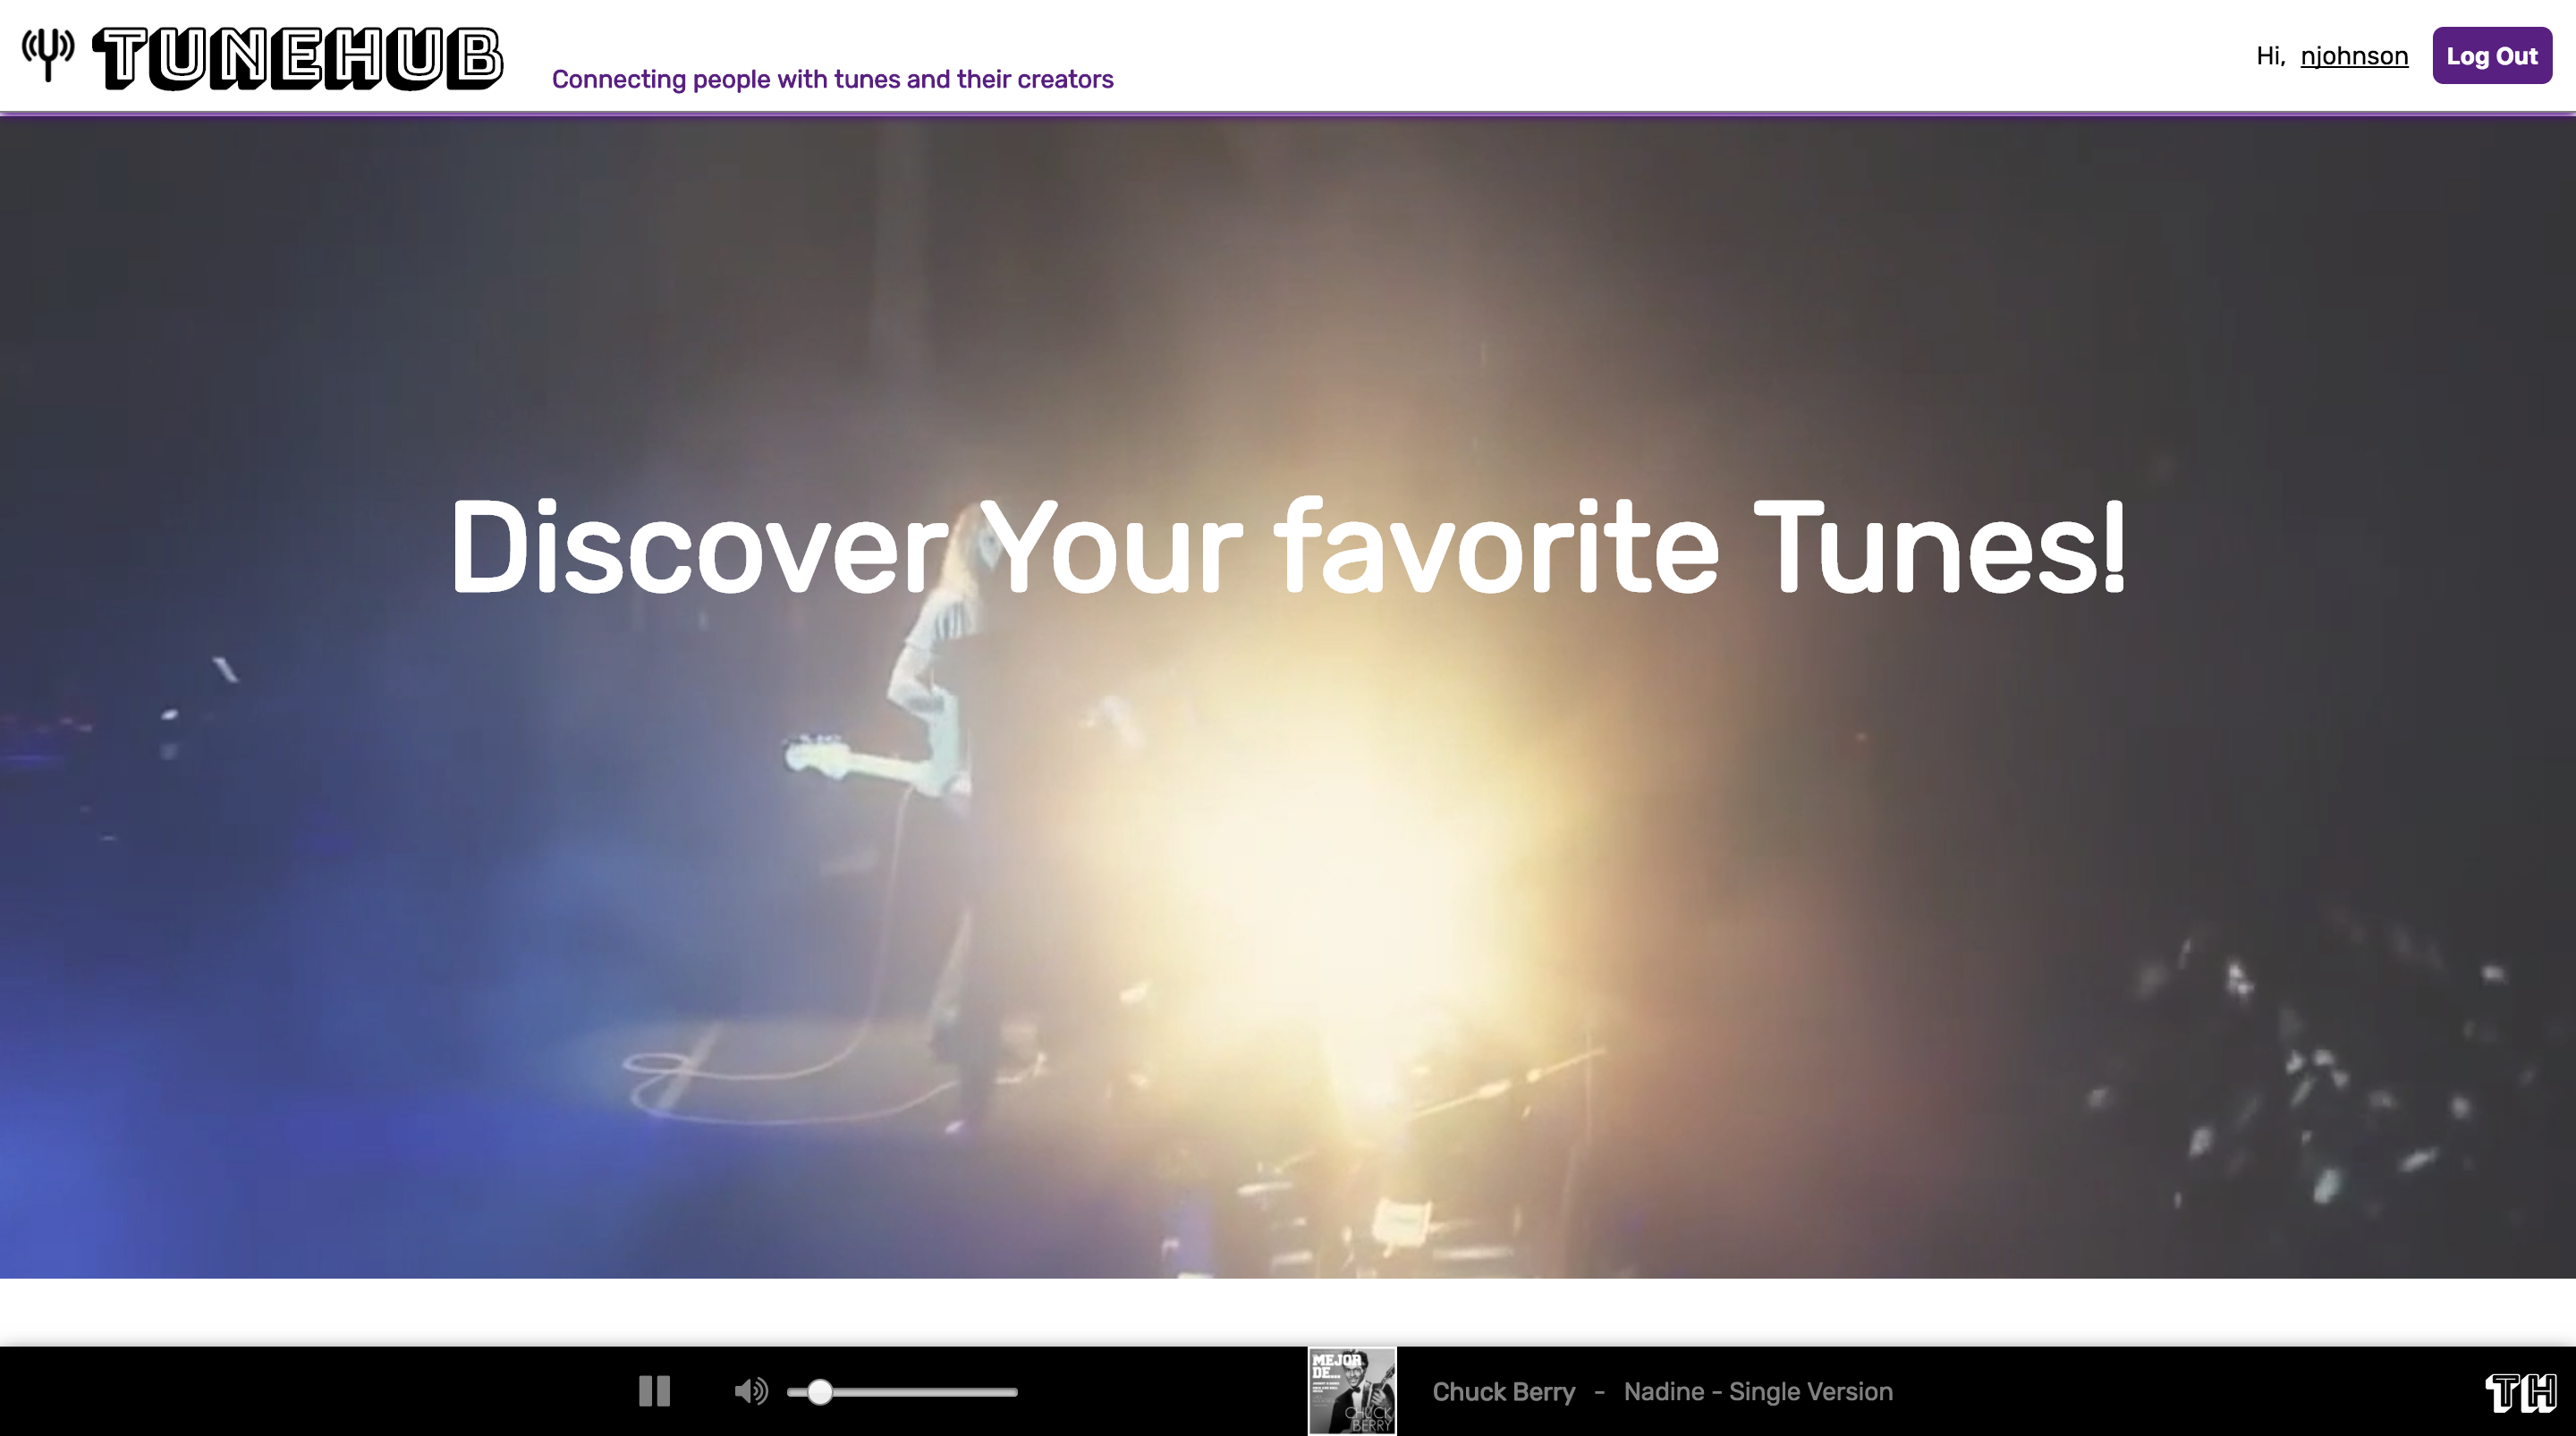 TUNEHUB
Connecting people with tunes and their creators
Hi, njohnson
Log Out
Discover Your favorite Tunes!
MEJOR
DE...
CHUCK
BERRY
Chuck Berry - Nadine - Single Version
TH